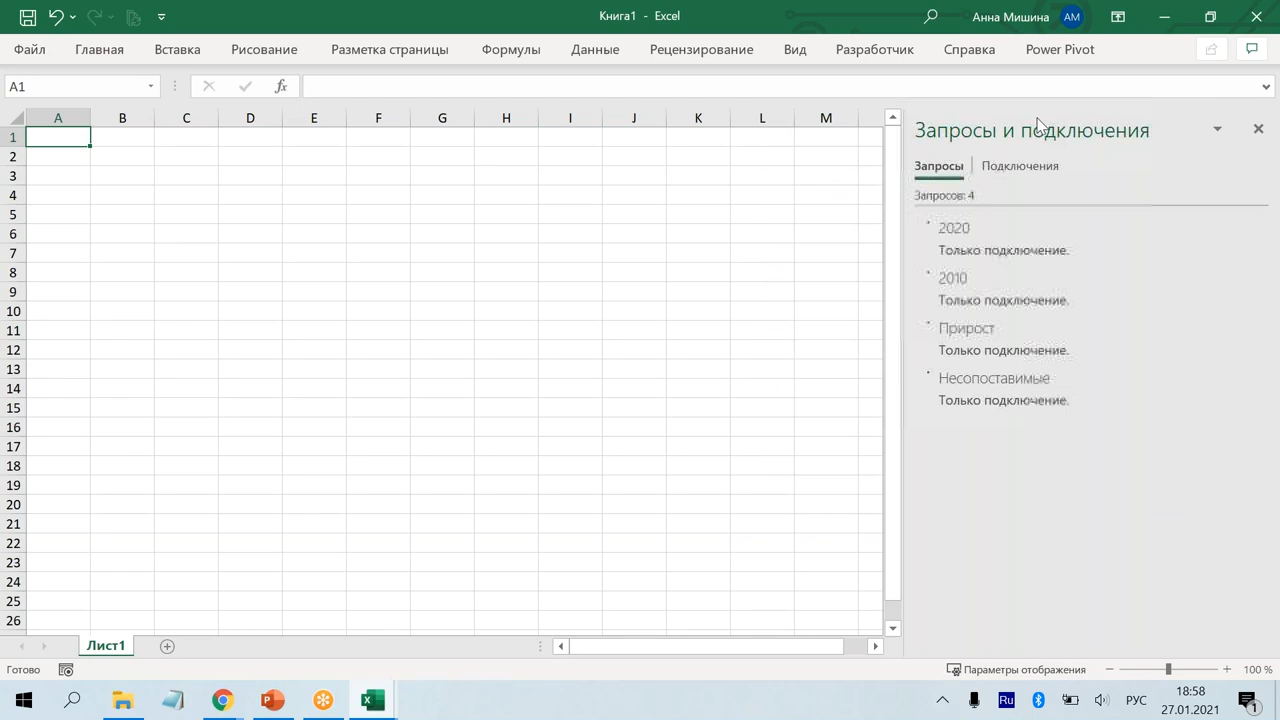 Книга1 - Excel
Анна Мишина AM
Файл Главная Вставка Рисование Разметка страницы Формулы Данные Рецензирование Вид Разработчик Справка Power Pivot
A1 fx
A B C D E F G H I J K L M
1
2
3
4
5
6
7
8
9
10
11
12
13
14
15
16
17
18
19
20
21
22
23
24
25
26
Запросы и подключения
Запросы Подключения
Запросов: 4
2020
Только подключение.
2010
Только подключение.
Прирост
Только подключение.
Несопоставимые
Только подключение.
Лист1
Готово
Параметры отображения
100 %
Ru
РУС
18:58
27.01.2021
1